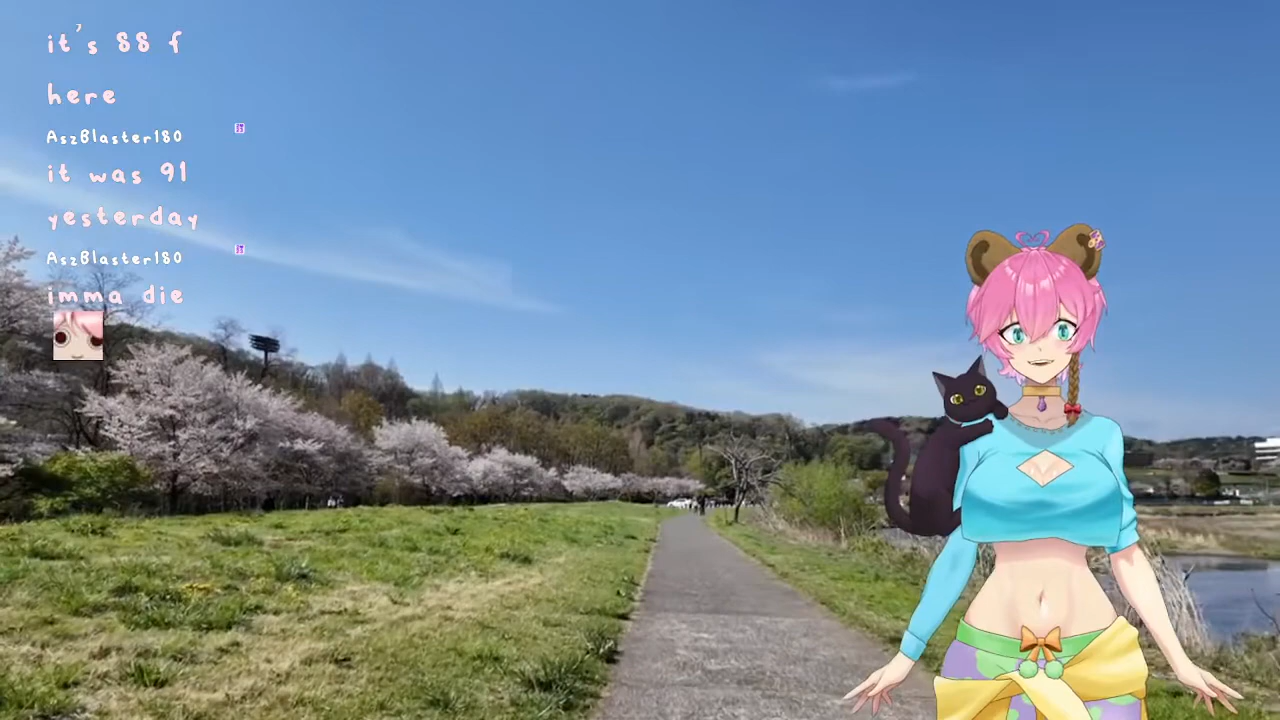 it's 88 f
here
AszBlaster180
it was 91
yesterday
AszBlaster180
imma die